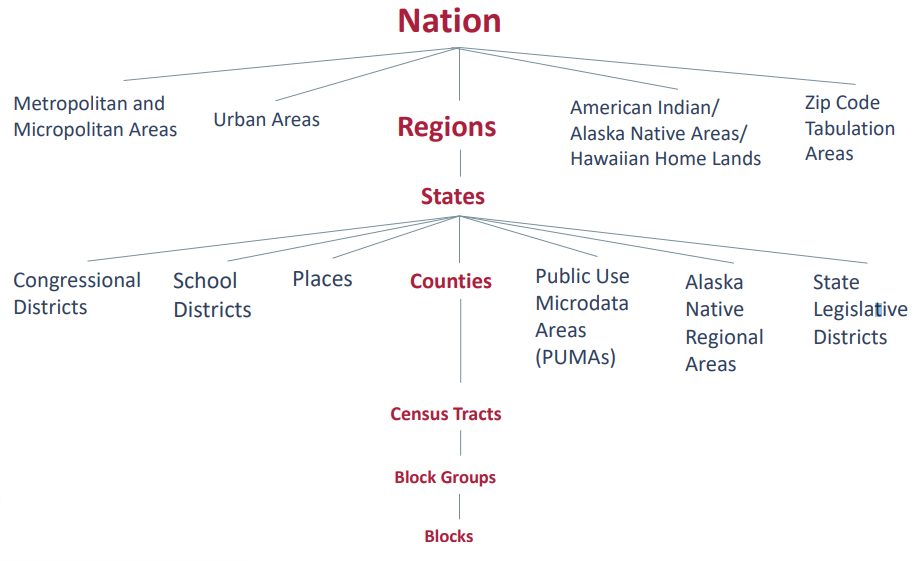 Nation
Metropolitan and
Micropolitan Areas
Urban Areas
Regions
American Indian/
Alaska Native Areas/
Hawaiian Home Lands
Zip Code
Tabulation
Areas
States
Congressional
Districts
School
Districts
Places
Counties
Public Use
Microdata
Areas
(PUMAs)
Alaska
Native
Regional
Areas
State
Legislative
Districts
Census Tracts
Block Groups
Blocks